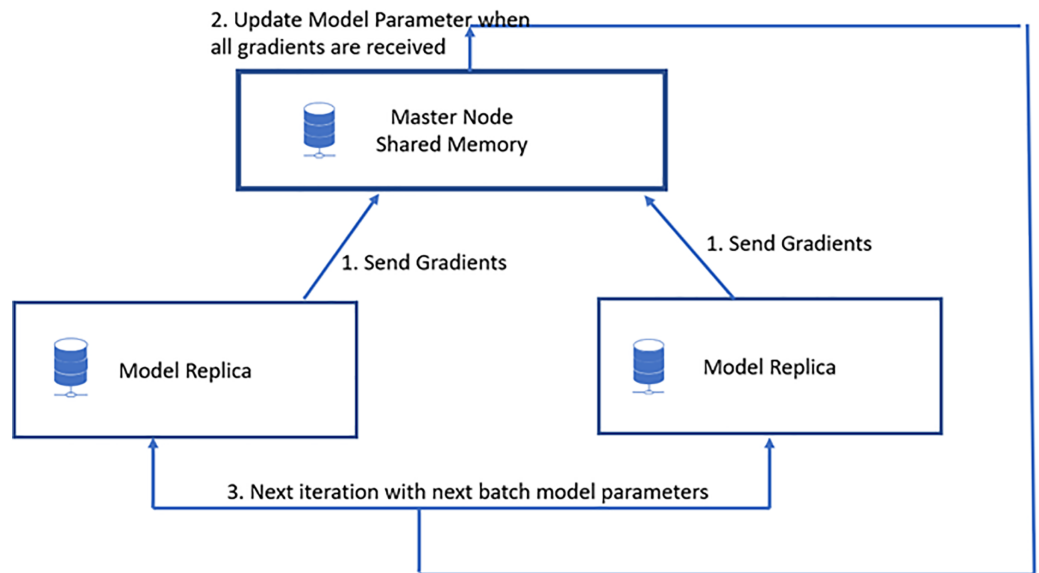 2. Update Model Parameter when
all gradients are received
Master Node
Shared Memory
1. Send Gradients
1. Send Gradients
Model Replica
Model Replica
3. Next iteration with next batch model parameters